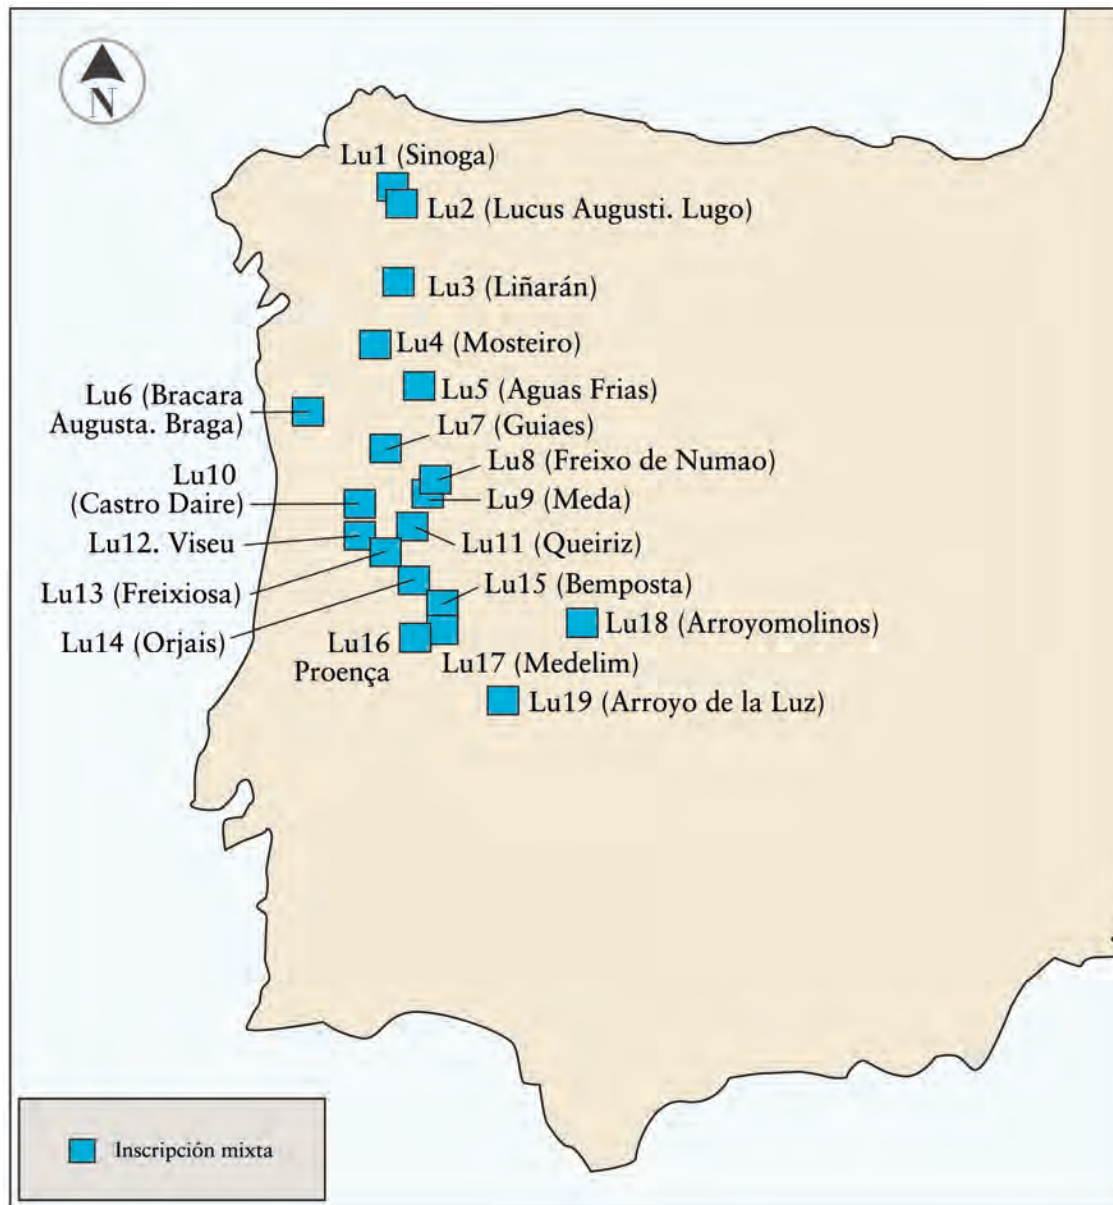 N
Lu1 (Sinoga)
Lu2 (Lucus Augusti. Lugo)
Lu3 (Liñarán)
Lu4 (Mosteiro)
Lu5 (Aguas Frias)
Lu6 (Bracara
Augusta. Braga)
Lu7 (Guiaes)
Lu8 (Freixo de Numao)
Lu10
(Castro Daire)
Lu9 (Meda)
Lu12. Viseu
Lu11 (Queiriz)
Lu13 (Freixiosa)
Lu15 (Bemposta)
Lu14 (Orjais)
Lu18 (Arroyomolinos)
Lu16
Proença
Lu17 (Medelim)
Lu19 (Arroyo de la Luz)
Inscripción mixta